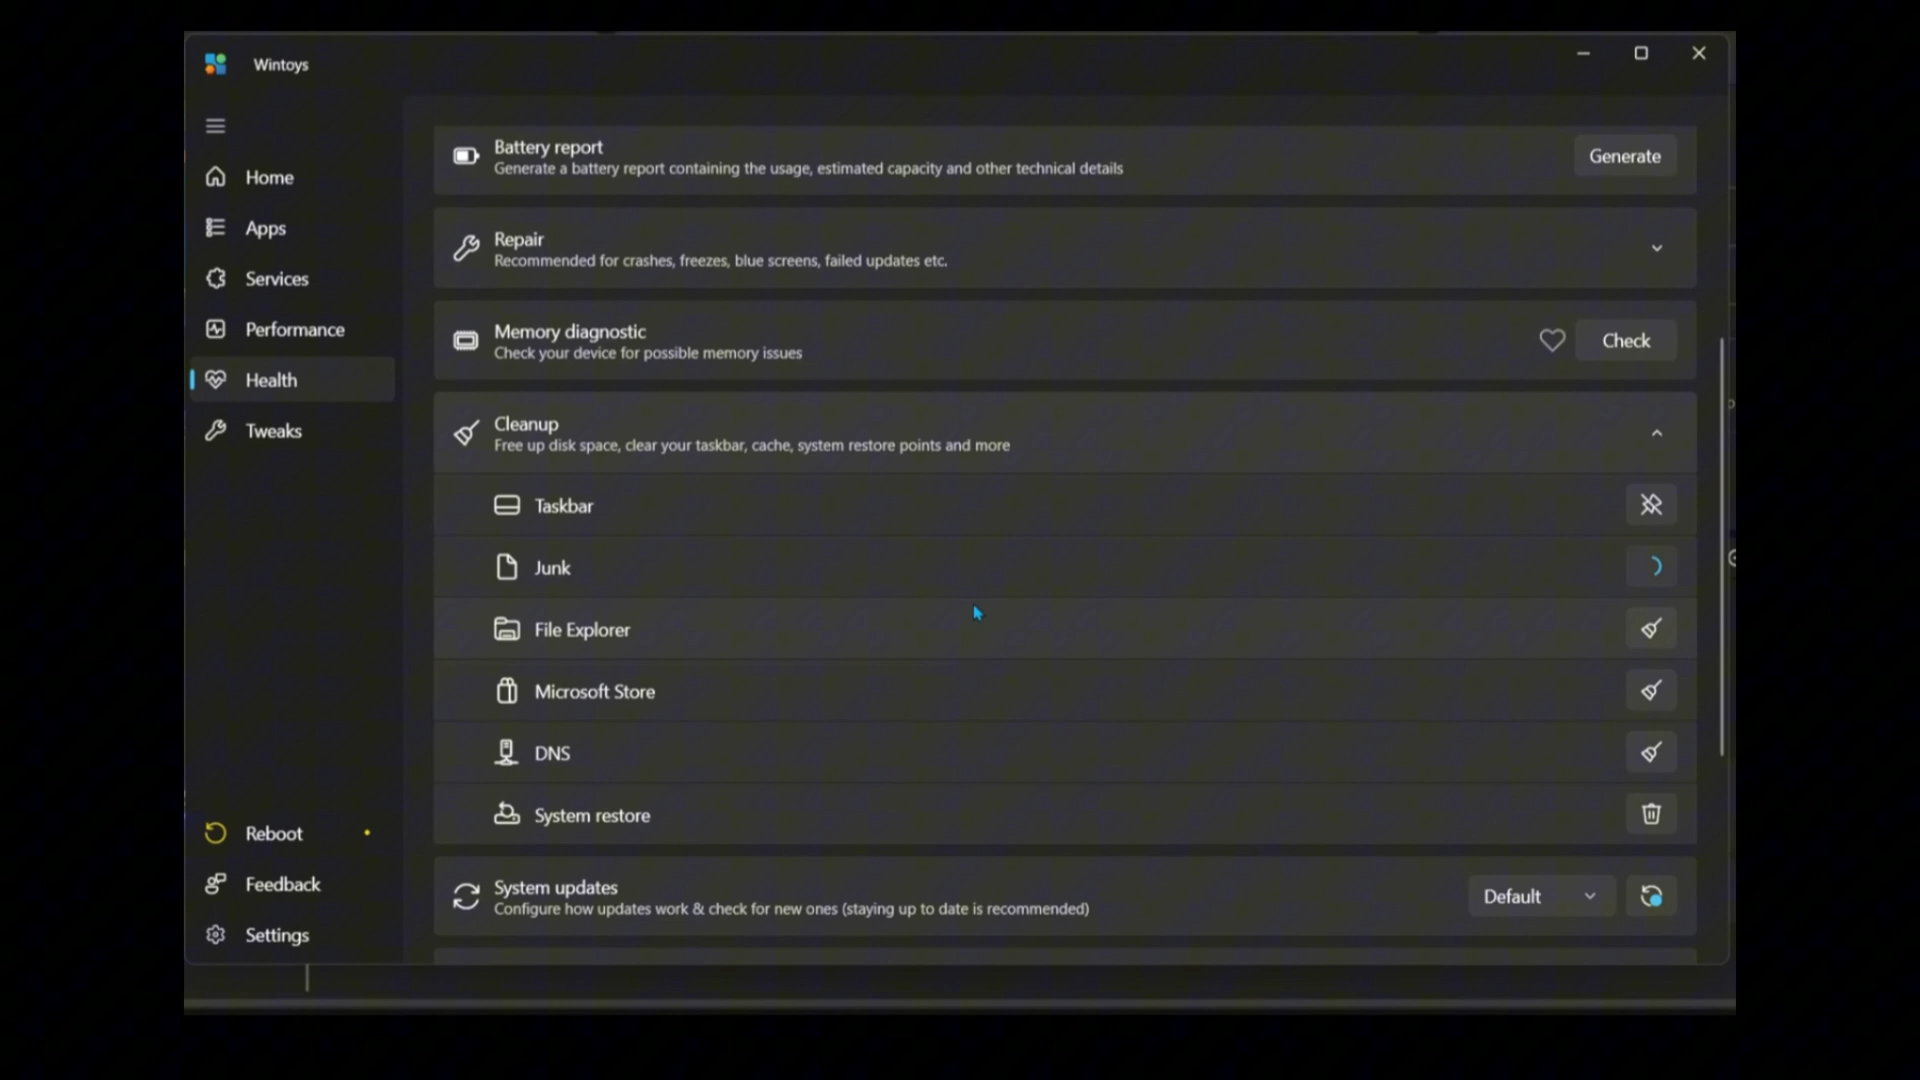 Wintoys
Home
Apps
Services
Performance
Health
Tweaks
Reboot
Feedback
Settings
Battery report
Generate a battery report containing the usage, estimated capacity and other technical details
Generate
Repair
Recommended for crashes, freezes, blue screens, failed updates etc.
Memory diagnostic
Check your device for possible memory issues
Check
Cleanup
Free up disk space, clear your taskbar, cache, system restore points and more
Taskbar
Junk
File Explorer
Microsoft Store
DNS
System restore
System updates
Configure how updates work & check for new ones (staying up to date is recommended)
Default